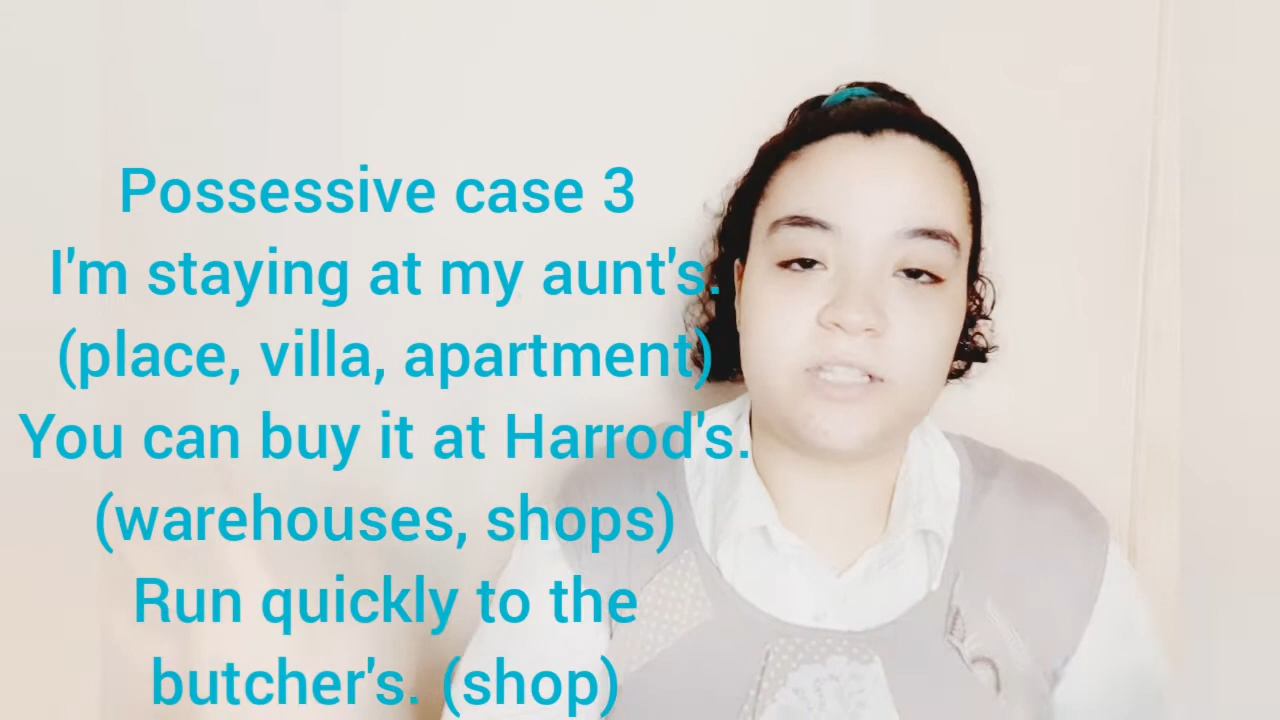 Possessive case 3
I'm staying at my aunt's.
(place, villa, apartment)
You can buy it at Harrod's.
(warehouses, shops)
Run quickly to the
butcher's. (shop)